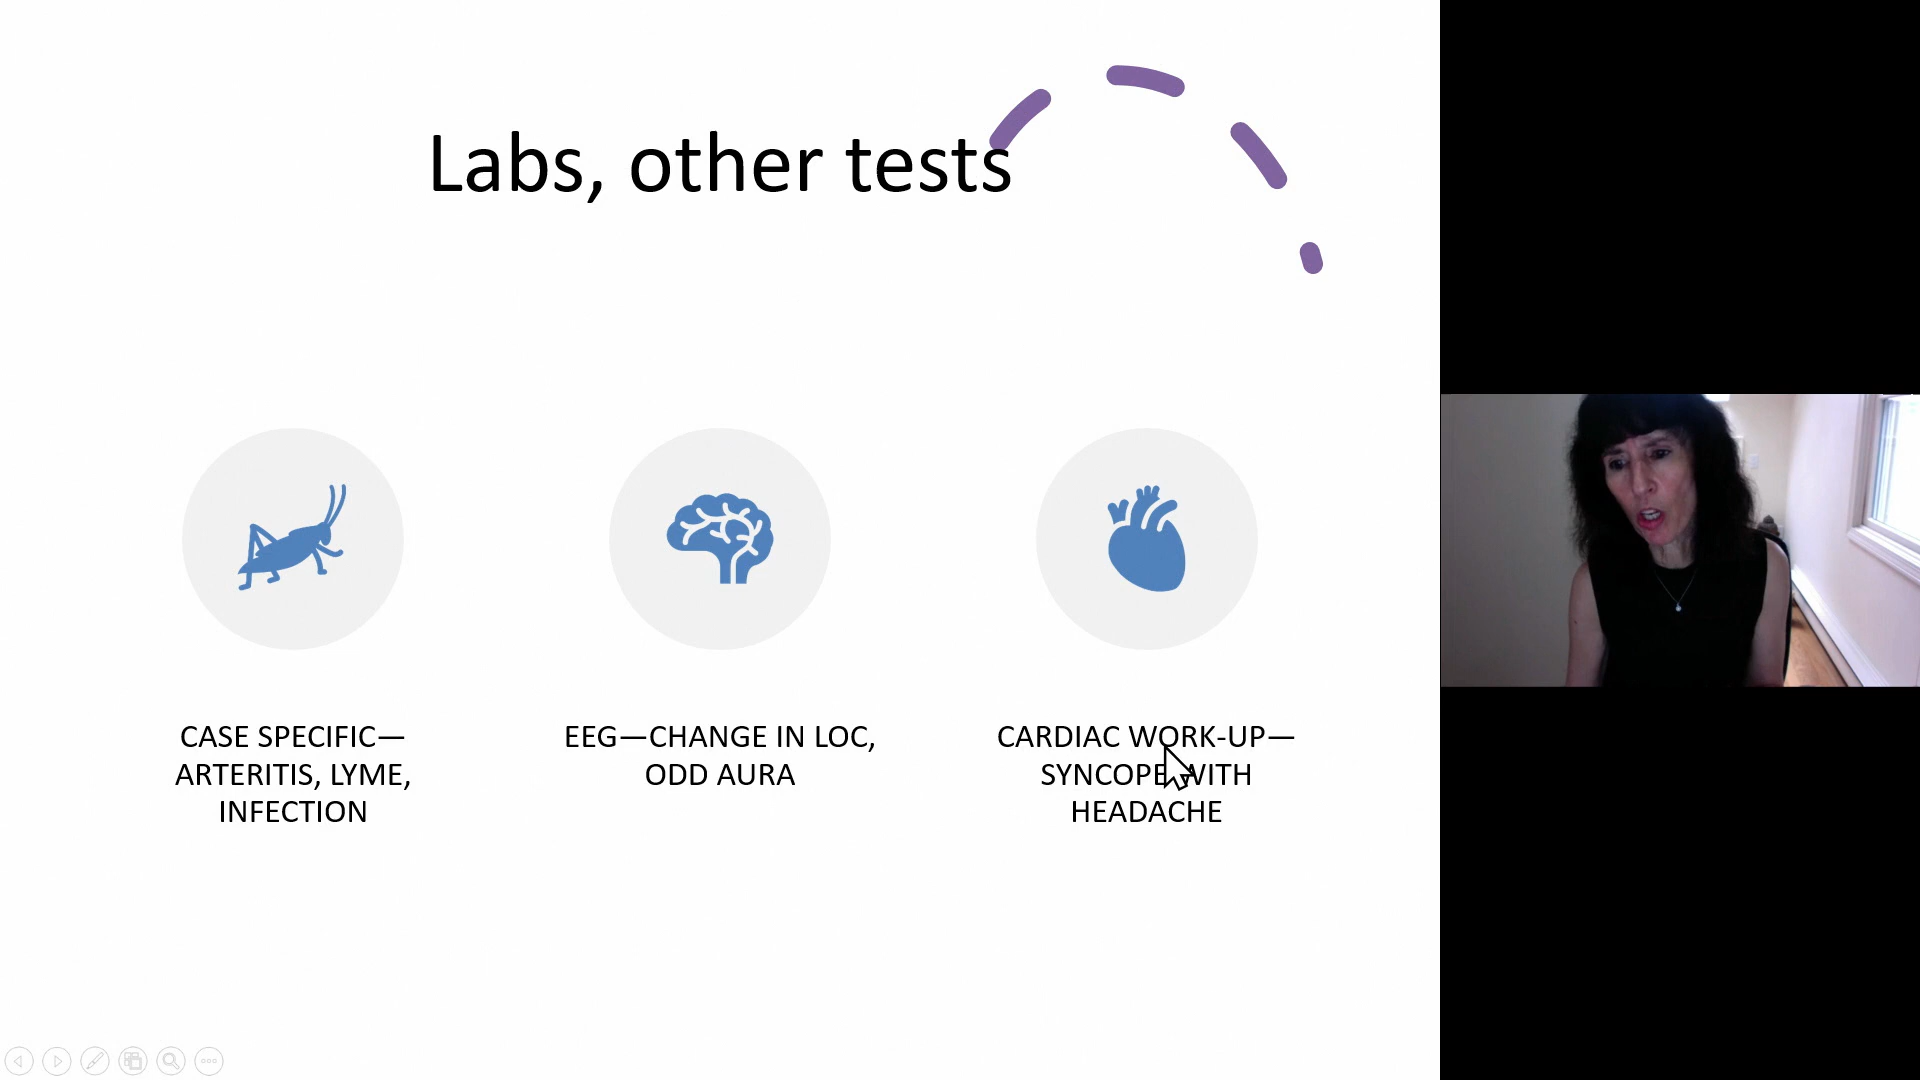 Labs, other tests
CASE SPECIFIC—
ARTERITIS, LYME,
INFECTION
EEG—CHANGE IN LOC,
ODD AURA
CARDIAC WORK-UP—
SYNCOPE WITH
HEADACHE